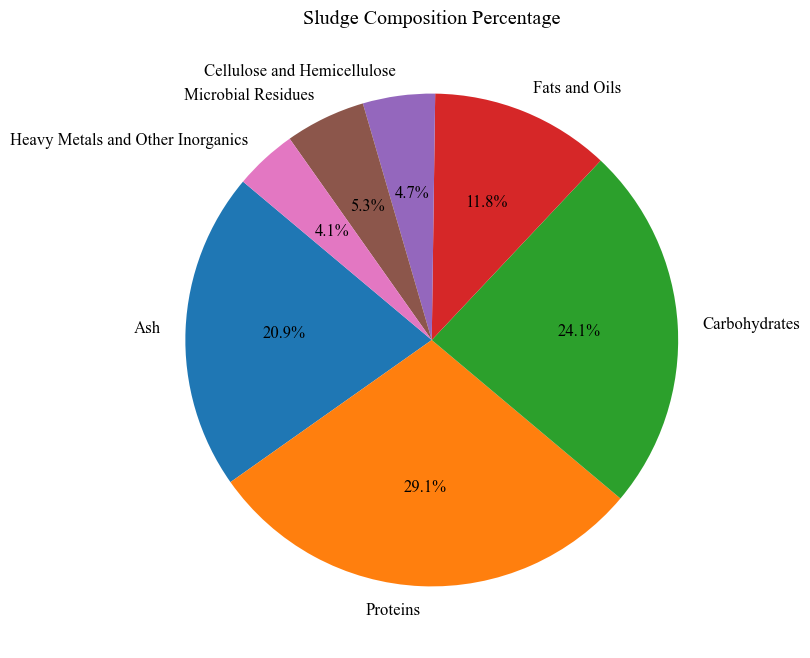 Sludge Composition Percentage
Cellulose and Hemicellulose
Fats and Oils
Microbial Residues
Heavy Metals and Other Inorganics
4.7%
11.8%
5.3%
4.1%
Ash
20.9%
24.1%
Carbohydrates
29.1%
Proteins